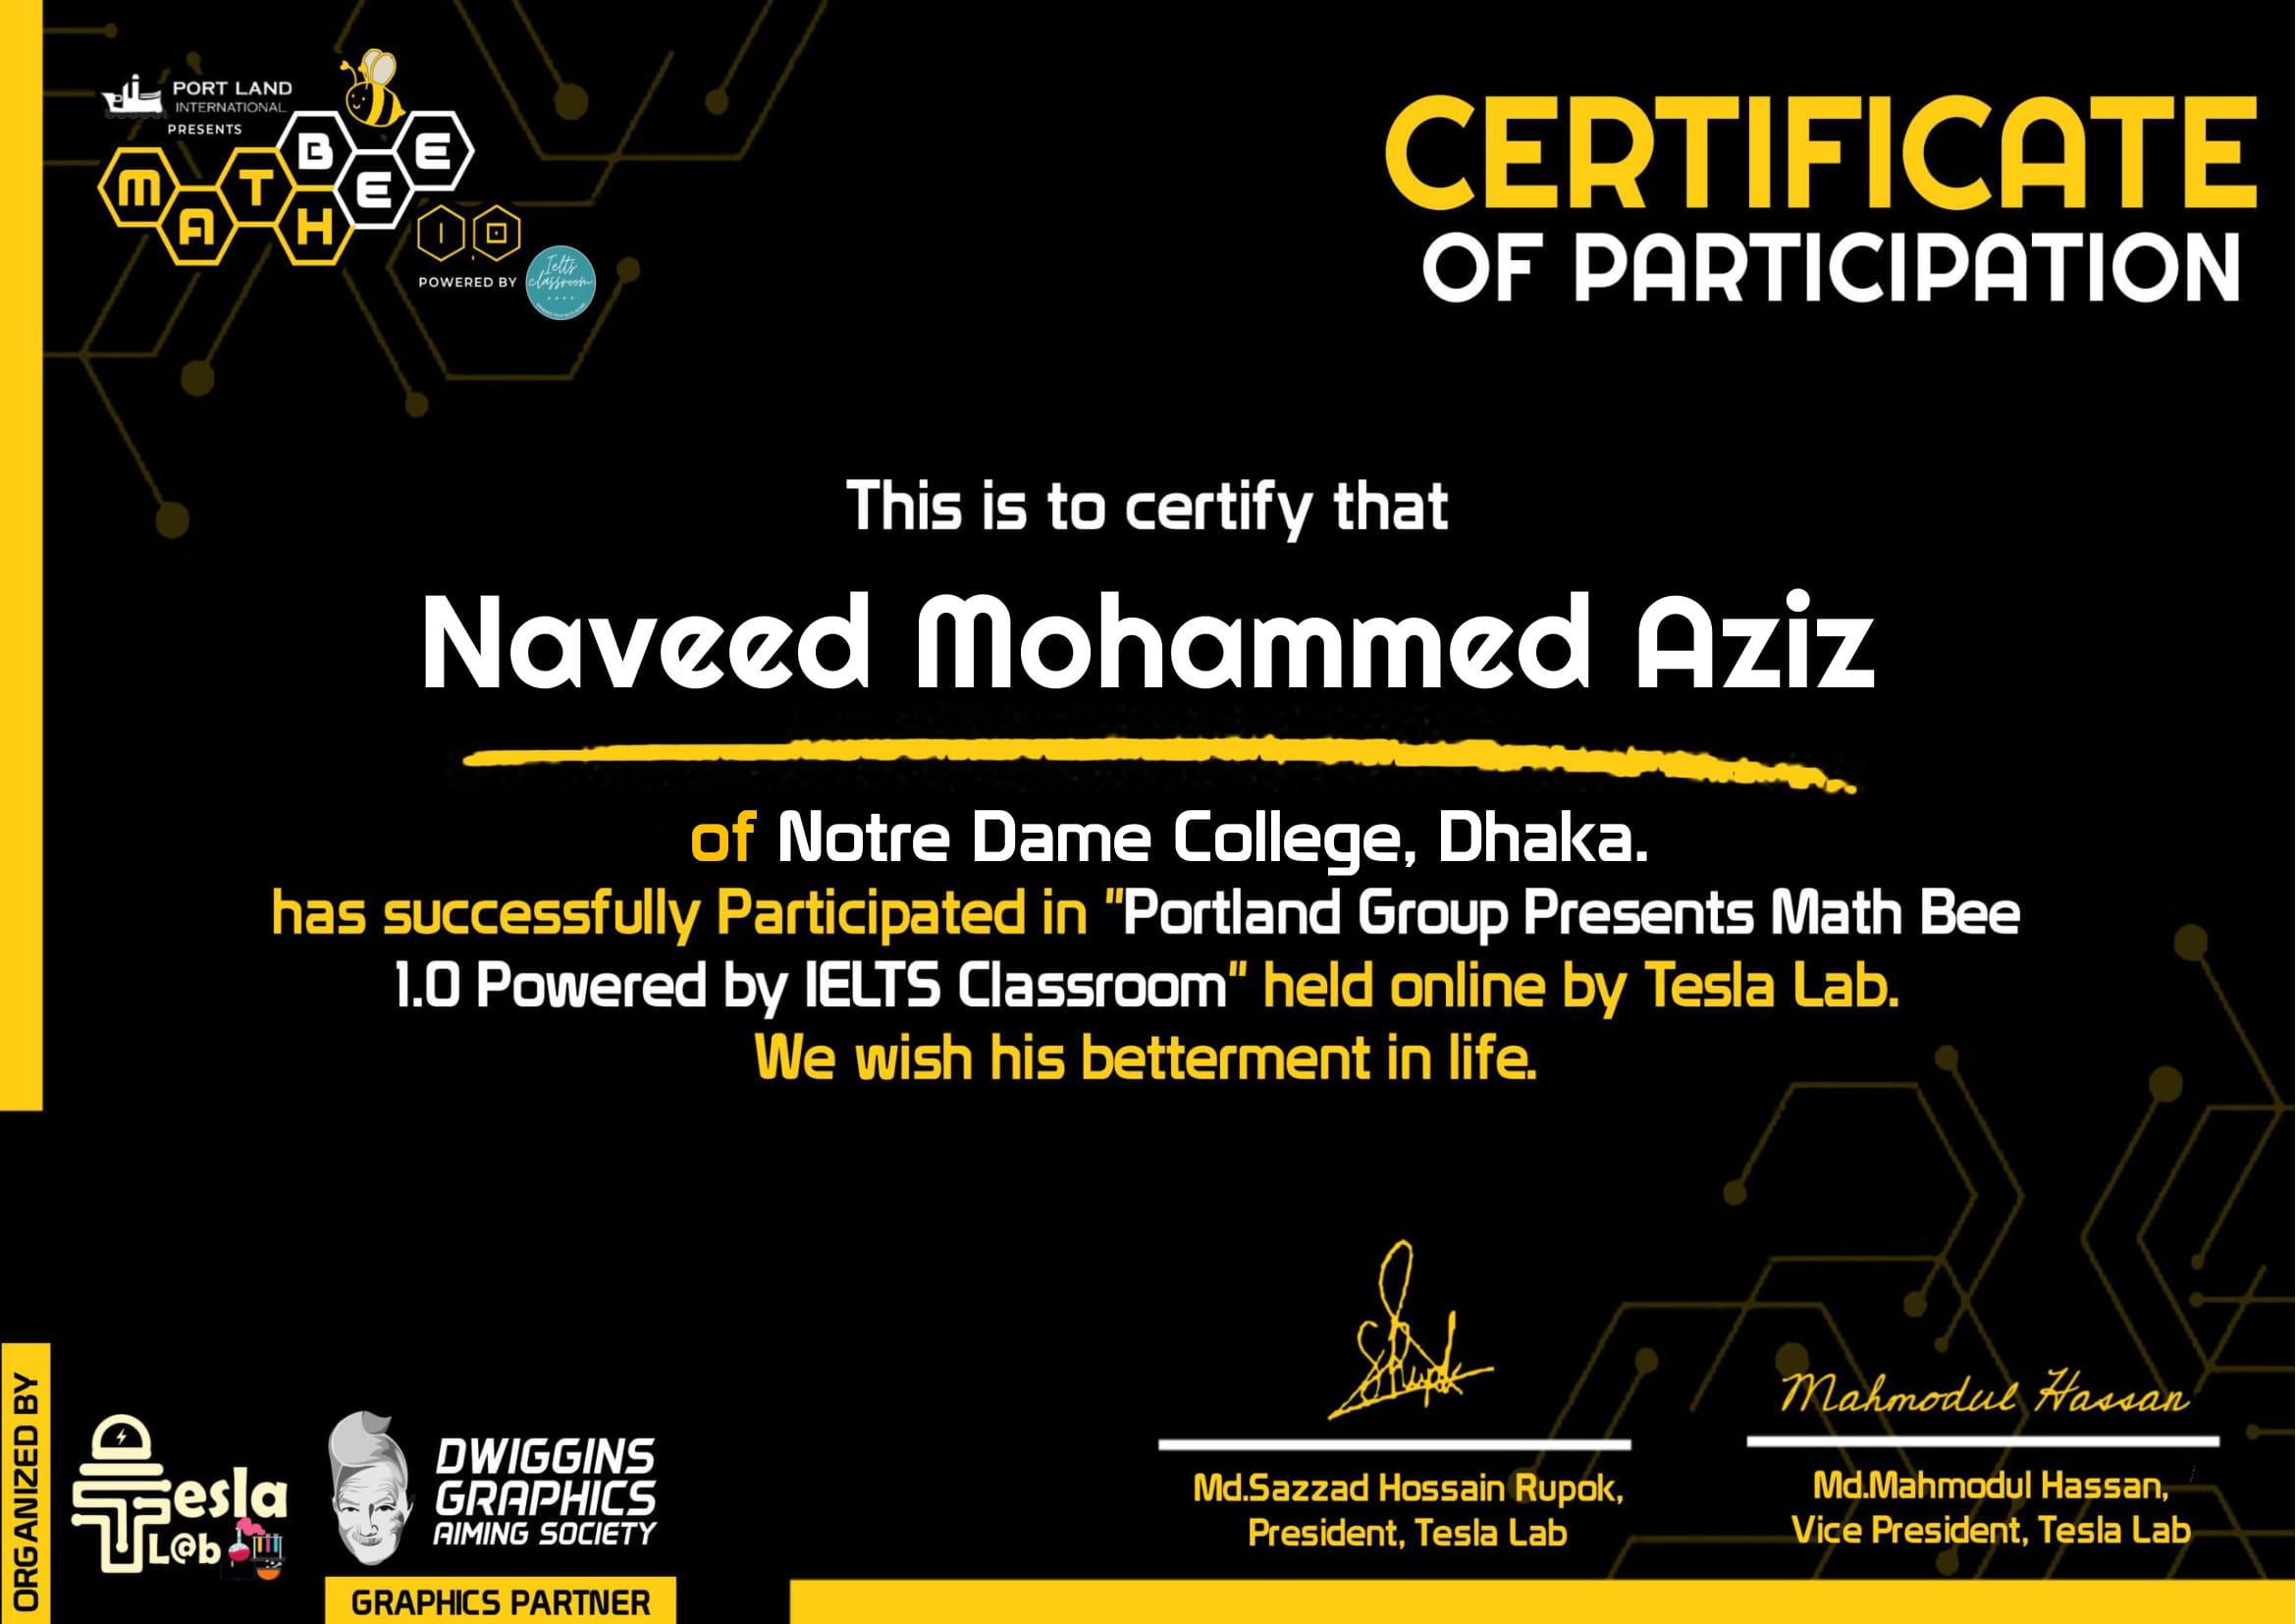 PORT LAND
INTERNATIONAL
PRESENTS
MATH BEE
1.0
POWERED BY
Ielts
classroom
CERTIFICATE
OF PARTICIPATION
This is to certify that
Naveed Mohammed Aziz
of Notre Dame College, Dhaka.
has successfully Participated in "Portland Group Presents Math Bee
1.0 Powered by IELTS Classroom" held online by Tesla Lab.
We wish his betterment in life.
ORGANIZED BY
Tesla
L@b
DWIGGINS
GRAPHICS
AIMING SOCIETY
GRAPHICS PARTNER
SRupok
Md.Sazzad Hossain Rupok,
President, Tesla Lab
Mahmodul Hassan
Md.Mahmodul Hassan,
Vice President, Tesla Lab